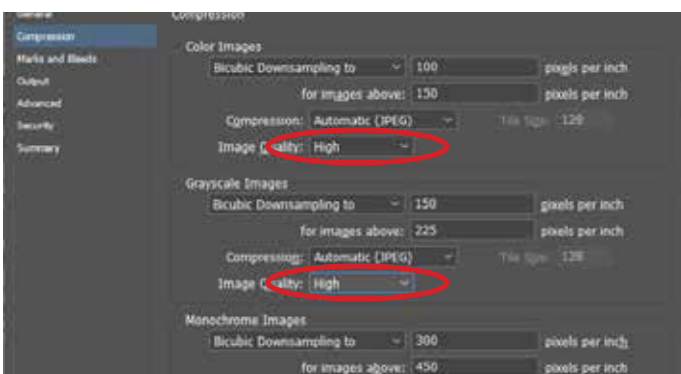 General
Compression
Marks and Bleeds
Output
Advanced
Security
Summary
Compression
Color Images
Bicubic Downsampling to 100 pixels per inch
for images above: 150 pixels per inch
Compression: Automatic (JPEG) Tile Size: 128
Image Quality: High
Grayscale Images
Bicubic Downsampling to 150 pixels per inch
for images above: 225 pixels per inch
Compression: Automatic (JPEG) Tile Size: 128
Image Quality: High
Monochrome Images
Bicubic Downsampling to 300 pixels per inch
for images above: 450 pixels per inch